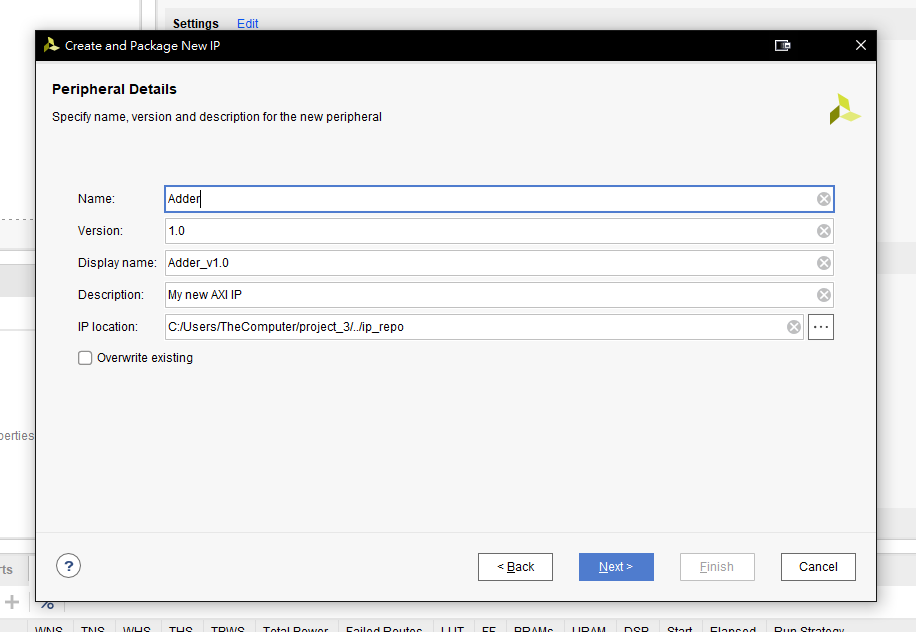 Settings Edit
Create and Package New IP
Peripheral Details
Specify name, version and description for the new peripheral
Name: Adder
Version: 1.0
Display name: Adder_v1.0
Description: My new AXI IP
IP location: C:/Users/TheComputer/project_3/../ip_repo
...
Overwrite existing
perties
? < Back Next > Finish Cancel
rts
+ %
WNS TNS WHS THS TPWS Total Power Failed Routes LUT FF BRAMs URAM DSP Start Elapsed Run Strategy